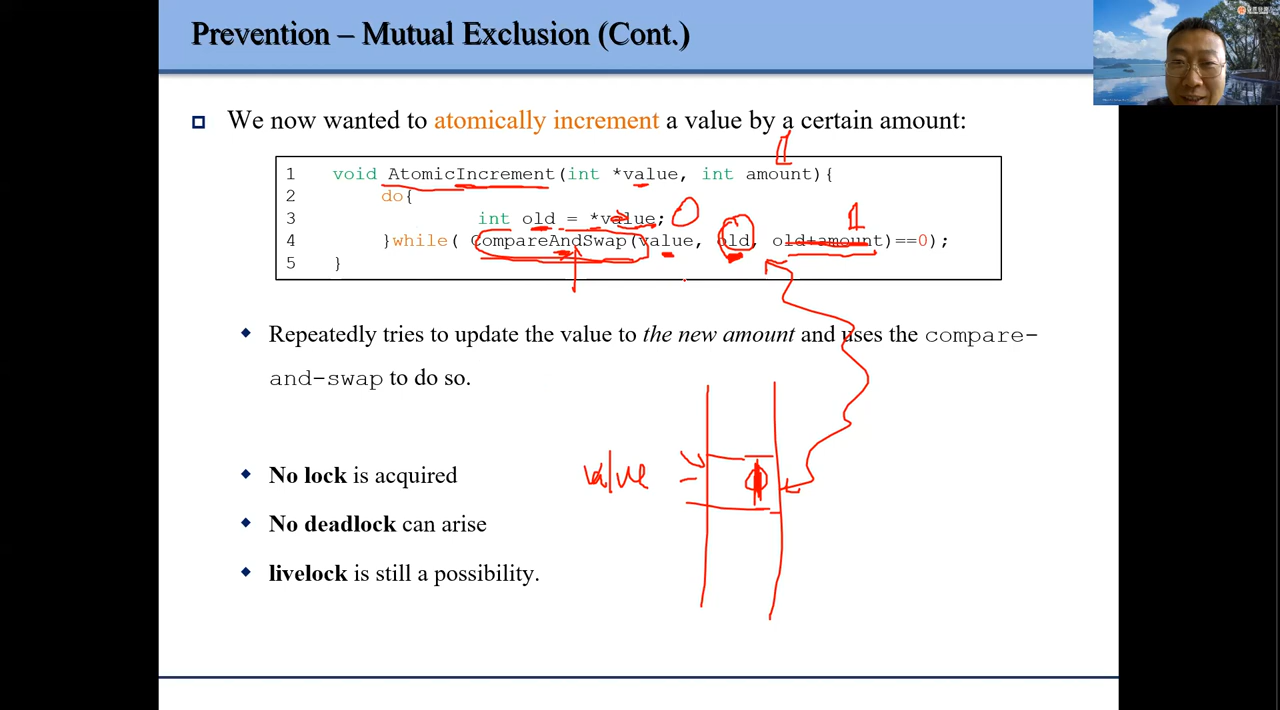 Prevention – Mutual Exclusion (Cont.)
We now wanted to atomically increment a value by a certain amount:
1
1 void AtomicIncrement(int *value, int amount){
2 do{
3 int old = *value; 0
1
4 }while( CompareAndSwap(value, old, old+amount)==0);
5 }
Repeatedly tries to update the value to the new amount and uses the compare-
and-swap to do so.
No lock is acquired
value
No deadlock can arise
livelock is still a possibility.